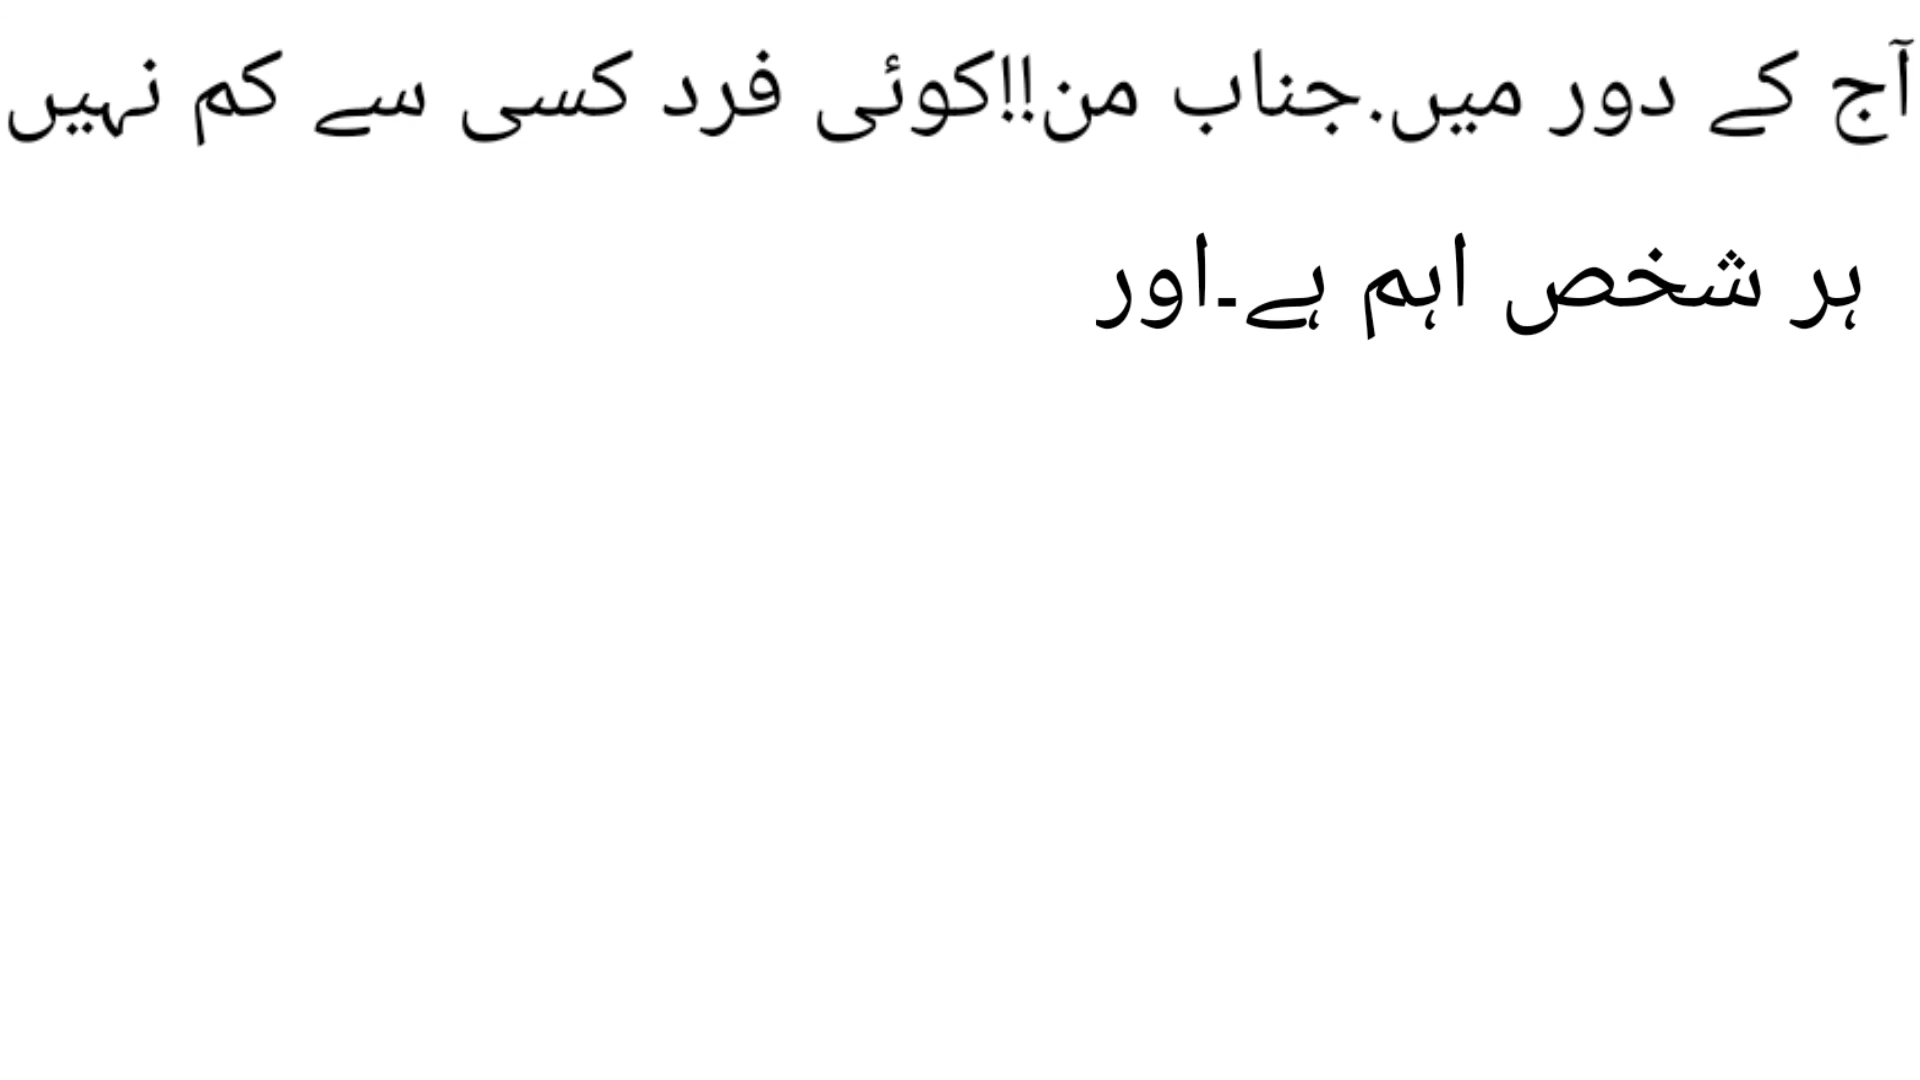 آج کے دور میں.جناب من!!کوئی فرد کسی سے کم نہیں
ہر شخص اہم ہے۔اور